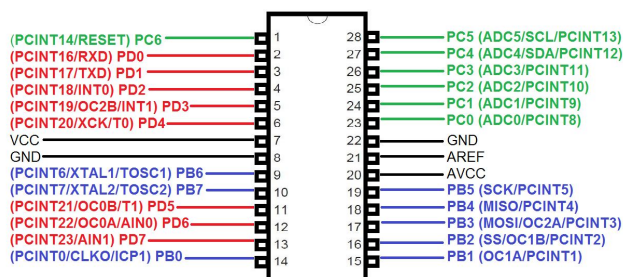 (PCINT14/RESET) PC6 1 28 PC5 (ADC5/SCL/PCINT13)
(PCINT16/RXD) PD0 2 27 PC4 (ADC4/SDA/PCINT12)
(PCINT17/TXD) PD1 3 26 PC3 (ADC3/PCINT11)
(PCINT18/INT0) PD2 4 25 PC2 (ADC2/PCINT10)
(PCINT19/OC2B/INT1) PD3 5 24 PC1 (ADC1/PCINT9)
(PCINT20/XCK/T0) PD4 6 23 PC0 (ADC0/PCINT8)
VCC 7 22 GND
GND 8 21 AREF
(PCINT6/XTAL1/TOSC1) PB6 9 20 AVCC
(PCINT7/XTAL2/TOSC2) PB7 10 19 PB5 (SCK/PCINT5)
(PCINT21/OC0B/T1) PD5 11 18 PB4 (MISO/PCINT4)
(PCINT22/OC0A/AIN0) PD6 12 17 PB3 (MOSI/OC2A/PCINT3)
(PCINT23/AIN1) PD7 13 16 PB2 (SS/OC1B/PCINT2)
(PCINT0/CLKO/ICP1) PB0 14 15 PB1 (OC1A/PCINT1)